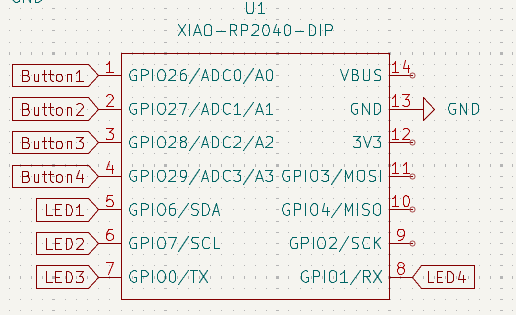 GND
U1
XIAO-RP2040-DIP
Button1 1 GPIO26/ADC0/A0 VBUS 14
Button2 2 GPIO27/ADC1/A1 GND 13 GND
Button3 3 GPIO28/ADC2/A2 3V3 12
Button4 4 GPIO29/ADC3/A3 GPIO3/MOSI 11
LED1 5 GPIO6/SDA GPIO4/MISO 10
LED2 6 GPIO7/SCL GPIO2/SCK 9
LED3 7 GPIO0/TX GPIO1/RX 8 LED4